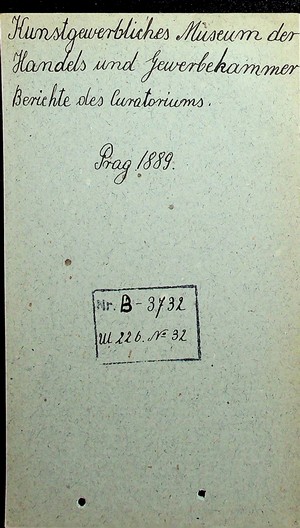 Kunstgewerbliches Museum der
Handels und Gewerbekammer
Berichte des Curatoriums.
Prag 1889.
Nr. B - 3732
III 226. № 32